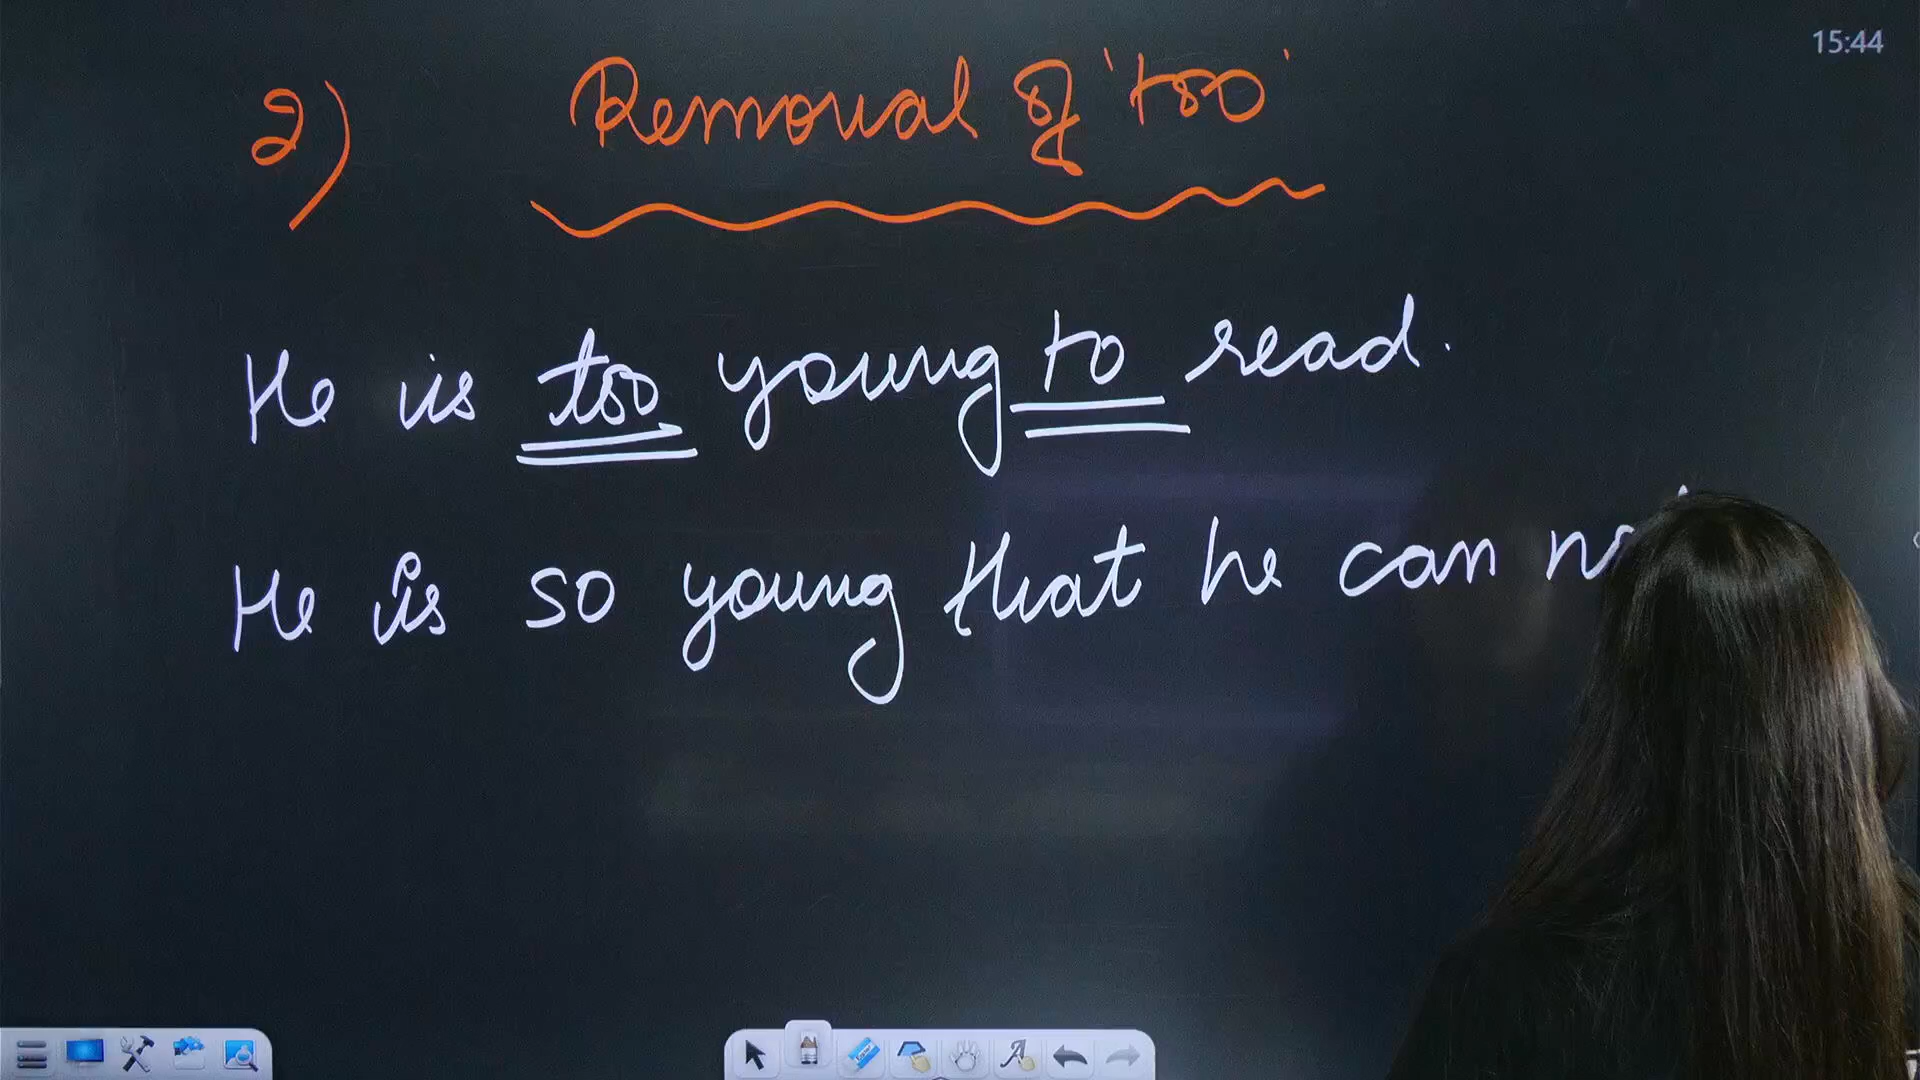 15:44
2) Removal of 'too'
He is too young to read.
He is so young that he can